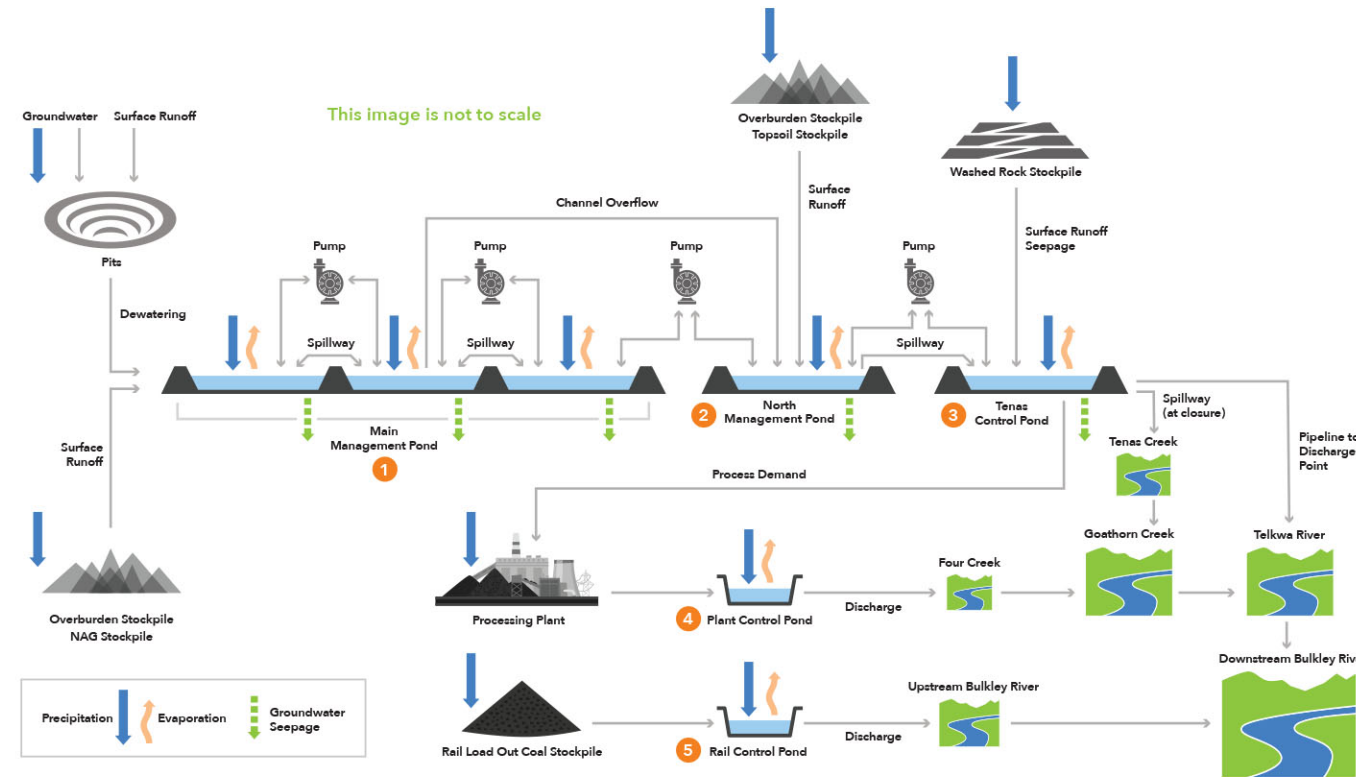 This image is not to scale
Groundwater
Surface Runoff
Pits
Dewatering
Overburden Stockpile
Topsoil Stockpile
Washed Rock Stockpile
Channel Overflow
Surface
Runoff
Surface Runoff
Seepage
Pump
Pump
Pump
Pump
Spillway
Spillway
Spillway
Main
Management Pond
1
2
North
Management Pond
3
Tenas
Control Pond
Spillway
(at closure)
Tenas Creek
Pipeline to
Discharge
Point
Surface
Runoff
Process Demand
Overburden Stockpile
NAG Stockpile
Processing Plant
4
Plant Control Pond
Discharge
Four Creek
Goathorn Creek
Telkwa River
Rail Load Out Coal Stockpile
5
Rail Control Pond
Discharge
Upstream Bulkley River
Downstream Bulkley Rive
Precipitation
Evaporation
Groundwater
Seepage